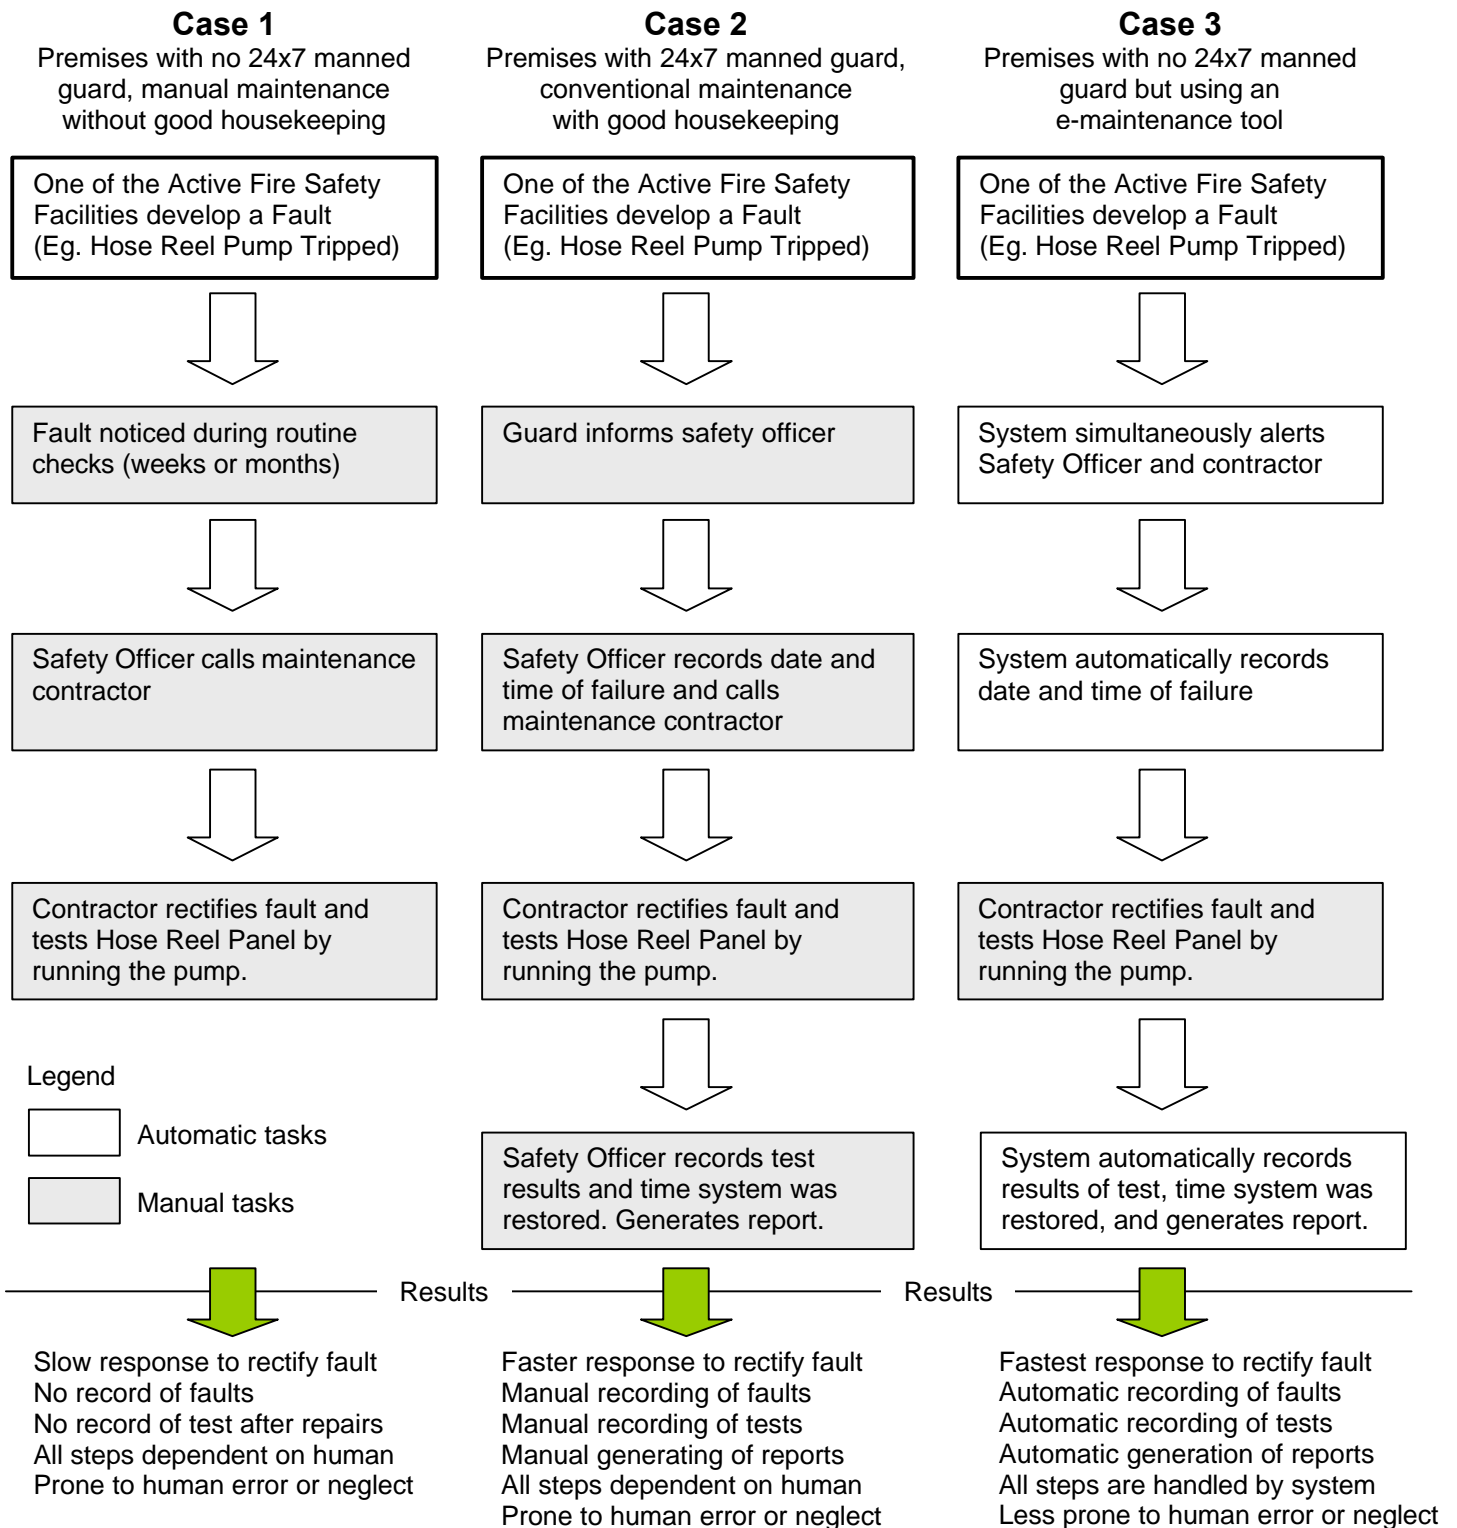 Case 1
Premises with no 24x7 manned
guard, manual maintenance
without good housekeeping
One of the Active Fire Safety
Facilities develop a Fault
(Eg. Hose Reel Pump Tripped)
Fault noticed during routine
checks (weeks or months)
Safety Officer calls maintenance
contractor
Contractor rectifies fault and
tests Hose Reel Panel by
running the pump.
Legend
Automatic tasks
Manual tasks
Case 2
Premises with 24x7 manned guard,
conventional maintenance
with good housekeeping
One of the Active Fire Safety
Facilities develop a Fault
(Eg. Hose Reel Pump Tripped)
Guard informs safety officer
Safety Officer records date and
time of failure and calls
maintenance contractor
Contractor rectifies fault and
tests Hose Reel Panel by
running the pump.
Safety Officer records test
results and time system was
restored. Generates report.
Case 3
Premises with no 24x7 manned
guard but using an
e-maintenance tool
One of the Active Fire Safety
Facilities develop a Fault
(Eg. Hose Reel Pump Tripped)
System simultaneously alerts
Safety Officer and contractor
System automatically records
date and time of failure
Contractor rectifies fault and
tests Hose Reel Panel by
running the pump.
System automatically records
results of test, time system was
restored, and generates report.
Results
Results
Slow response to rectify fault
No record of faults
No record of test after repairs
All steps dependent on human
Prone to human error or neglect
Faster response to rectify fault
Manual recording of faults
Manual recording of tests
Manual generating of reports
All steps dependent on human
Prone to human error or neglect
Fastest response to rectify fault
Automatic recording of faults
Automatic recording of tests
Automatic generation of reports
All steps are handled by system
Less prone to human error or neglect